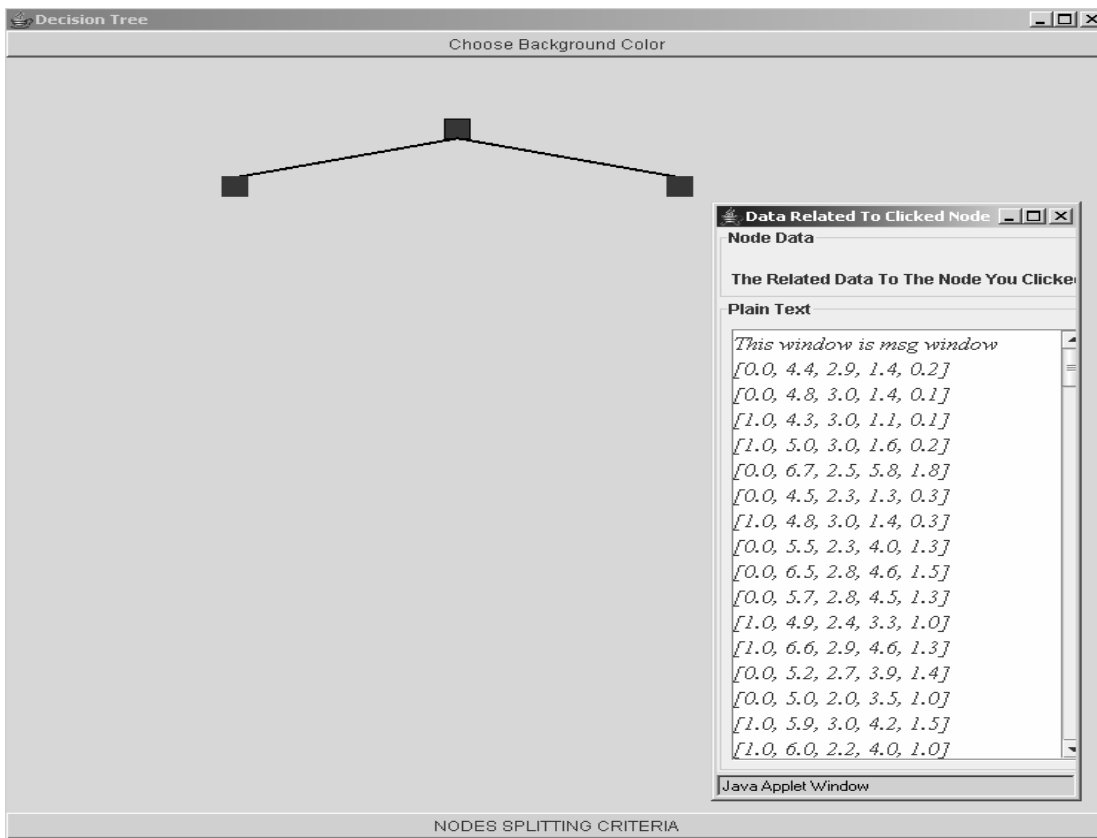 Decision Tree
Choose Background Color
Data Related To Clicked Node
Node Data
The Related Data To The Node You Clicke
Plain Text
This window is msg window
[0.0, 4.4, 2.9, 1.4, 0.2]
[0.0, 4.8, 3.0, 1.4, 0.1]
[1.0, 4.3, 3.0, 1.1, 0.1]
[1.0, 5.0, 3.0, 1.6, 0.2]
[0.0, 6.7, 2.5, 5.8, 1.8]
[0.0, 4.5, 2.3, 1.3, 0.3]
[1.0, 4.8, 3.0, 1.4, 0.3]
[0.0, 5.5, 2.3, 4.0, 1.3]
[0.0, 6.5, 2.8, 4.6, 1.5]
[0.0, 5.7, 2.8, 4.5, 1.3]
[1.0, 4.9, 2.4, 3.3, 1.0]
[1.0, 6.6, 2.9, 4.6, 1.3]
[0.0, 5.2, 2.7, 3.9, 1.4]
[0.0, 5.0, 2.0, 3.5, 1.0]
[1.0, 5.9, 3.0, 4.2, 1.5]
[1.0, 6.0, 2.2, 4.0, 1.0]
Java Applet Window
NODES SPLITTING CRITERIA